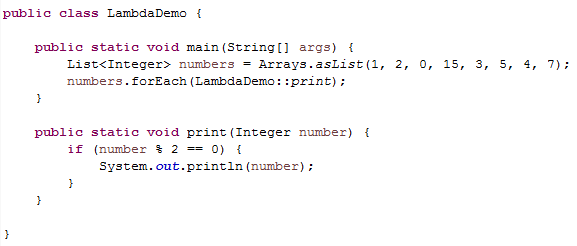 public class LambdaDemo {
public static void main(String[] args) {
List<Integer> numbers = Arrays.asList(1, 2, 0, 15, 3, 5, 4, 7);
numbers.forEach(LambdaDemo::print);
}
public static void print(Integer number) {
if (number % 2 == 0) {
System.out.println(number);
}
}
}